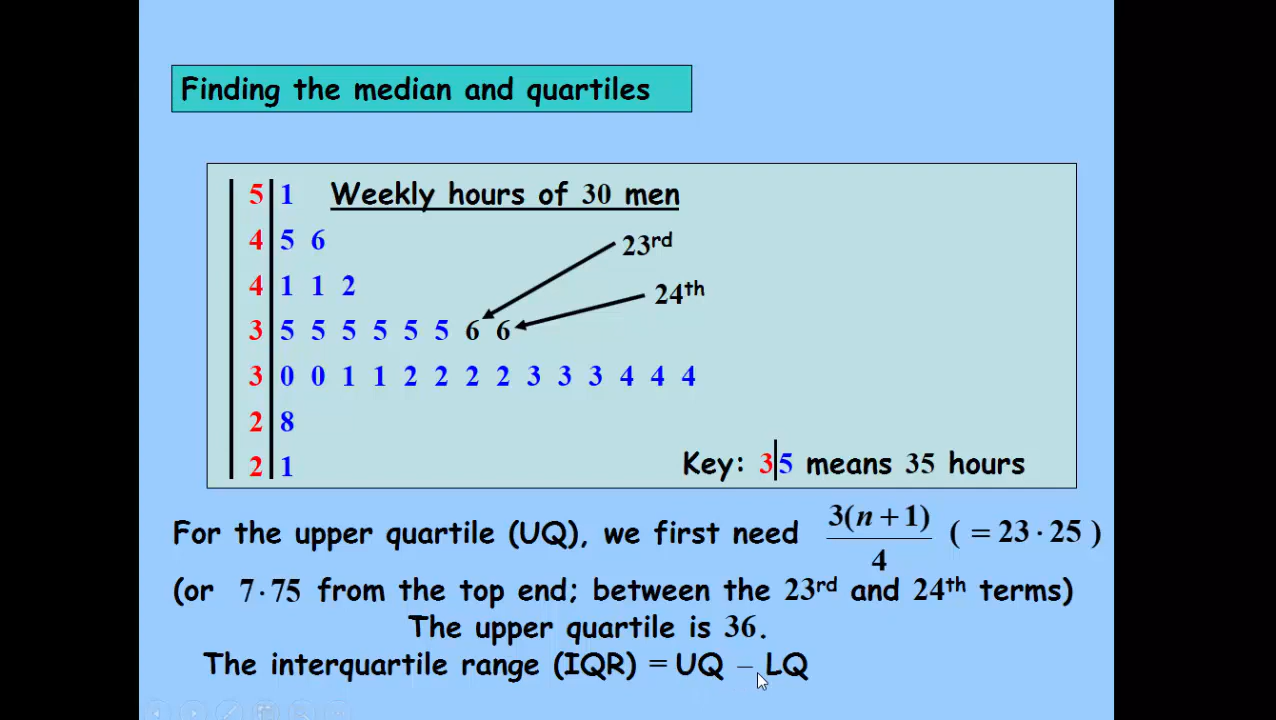 Finding the median and quartiles
5 1 Weekly hours of 30 men
4 5 6 23rd
4 1 1 2 24th
3 5 5 5 5 5 5 6 6
3 0 0 1 1 2 2 2 2 3 3 3 4 4 4
2 8
2 1 Key: 3|5 means 35 hours
For the upper quartile (UQ), we first need 3(n+1)/4 ( = 23·25 )
(or 7·75 from the top end; between the 23rd and 24th terms)
The upper quartile is 36.
The interquartile range (IQR) = UQ – LQ